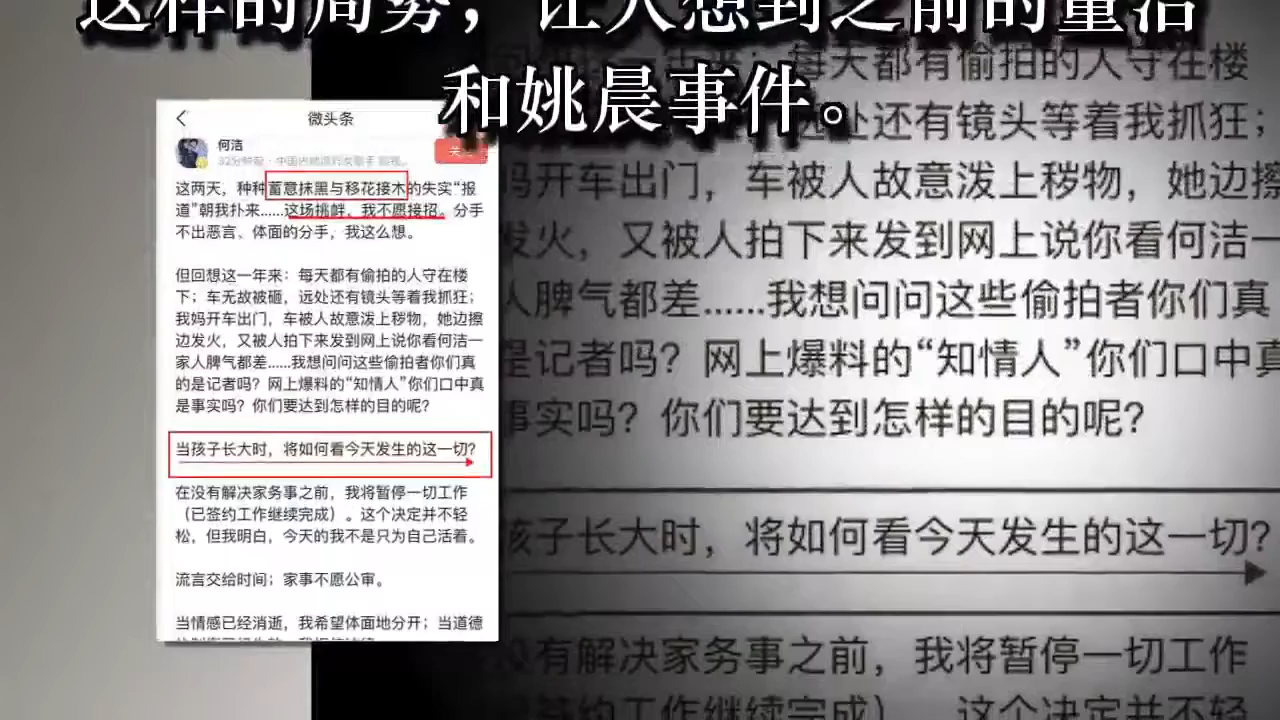 这样的局势，让人想到之前的董洁
和姚晨事件。
微头条
何洁
关注
这两天，种种蓄意抹黑与移花接木的失实“报
道”朝我扑来……这场挑衅，我不愿接招。分手
不出恶言、体面的分手，我这么想。
但回想这一年来：每天都有偷拍的人守在楼
下；车无故被砸，远处还有镜头等着我抓狂；
我妈开车出门，车被人故意泼上秽物，她边擦
边发火，又被人拍下来发到网上说你看何洁一
家人脾气都差……我想问问这些偷拍者你们真
的是记者吗？网上爆料的“知情人”你们口中真
是事实吗？你们要达到怎样的目的呢？
当孩子长大时，将如何看今天发生的这一切？
在没有解决家务事之前，我将暂停一切工作
（已签约工作继续完成）。这个决定并不轻
松，但我明白，今天的我不是只为自己活着。
流言交给时间；家事不愿公审。
当情感已经消逝，我希望体面地分开；当道德
每天都有偷拍的人守在楼
远处还有镜头等着我抓狂；
妈开车出门，车被人故意泼上秽物，她边擦
发火，又被人拍下来发到网上说你看何洁一
人脾气都差……我想问问这些偷拍者你们真
是记者吗？网上爆料的“知情人”你们口中真
事实吗？你们要达到怎样的目的呢？
孩子长大时，将如何看今天发生的这一切？
没有解决家务事之前，我将暂停一切工作
签约工作继续完成）。这个决定并不轻